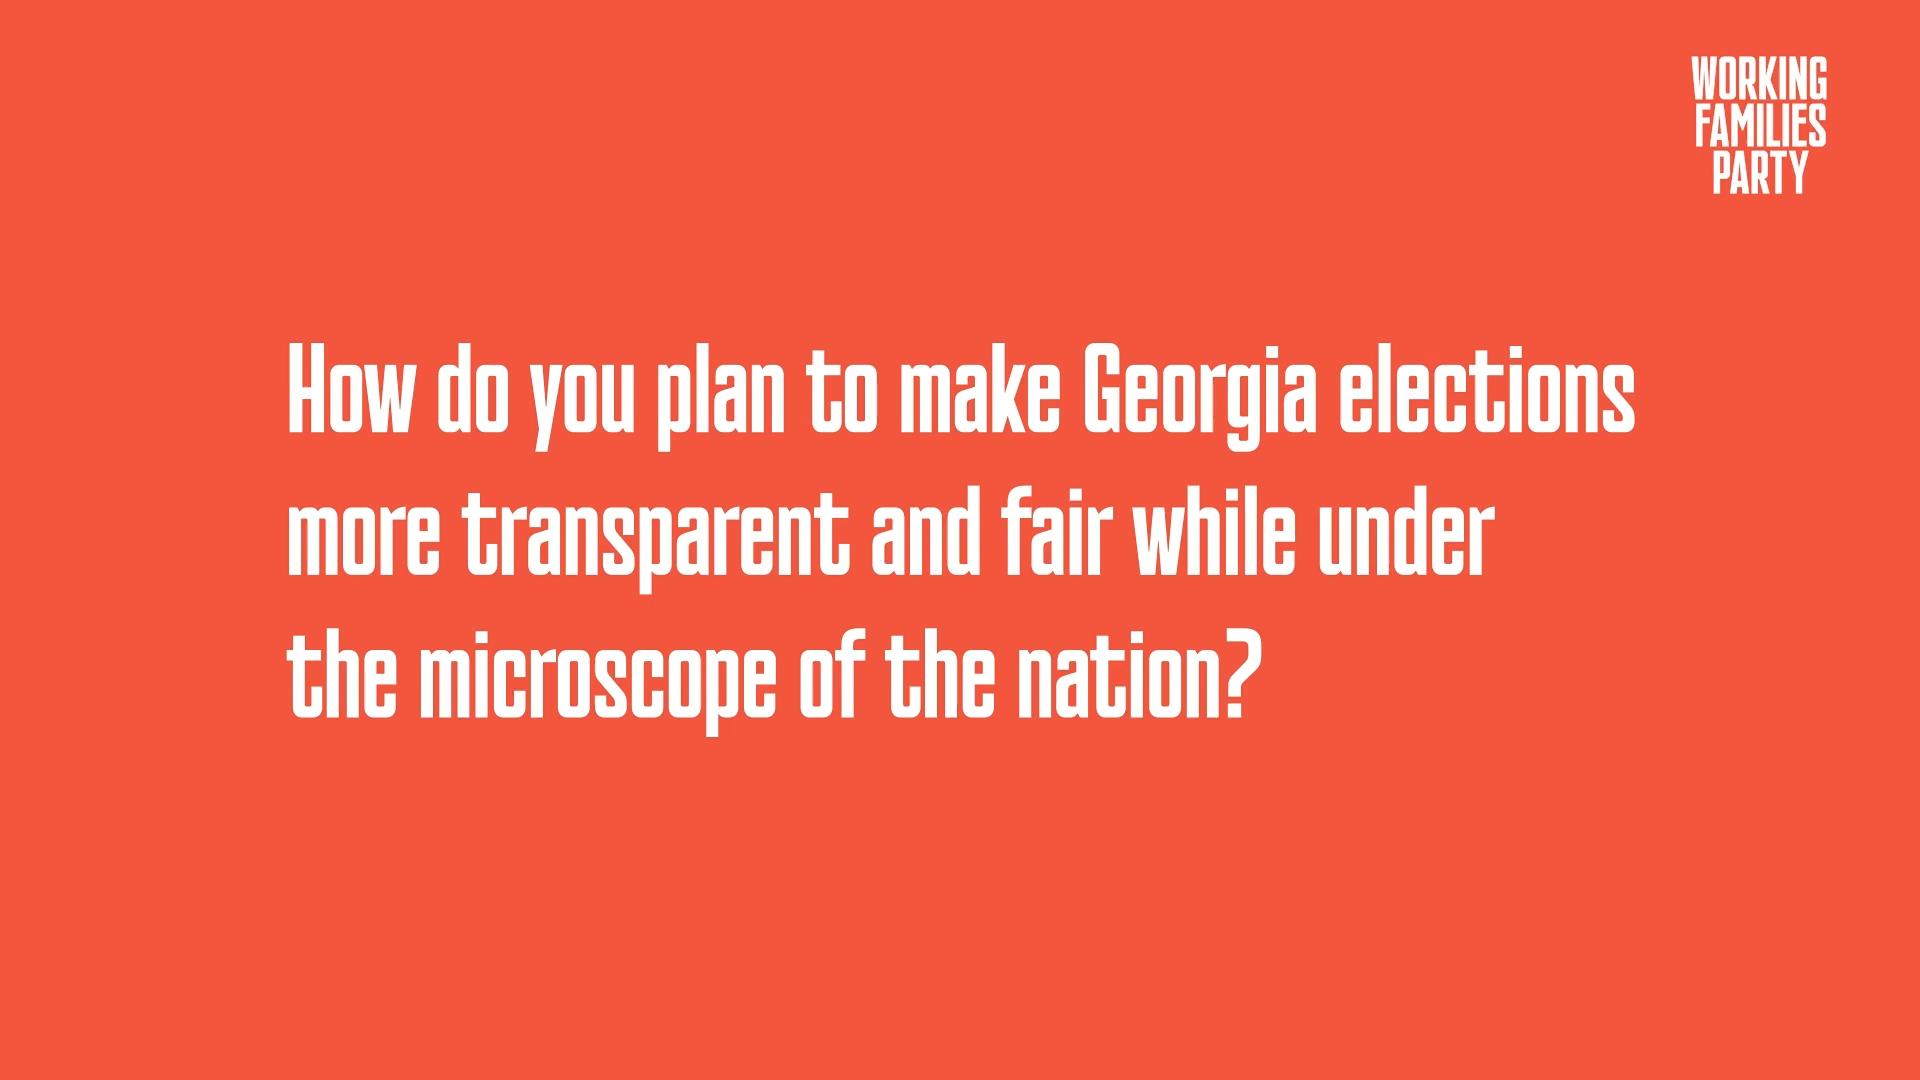 WORKING
FAMILIES
PARTY
How do you plan to make Georgia elections
more transparent and fair while under
the microscope of the nation?